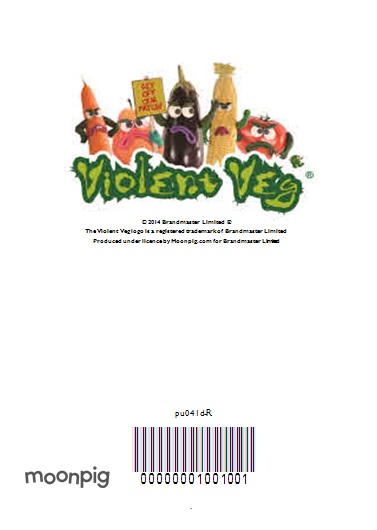 GET
OFF
OUR
PATCH!
Violent Veg®
© 2014 Brandmaster Limited ©
The Violent Veg logo is a registered trademark of Brandmaster Limited
Produced under licence by Moonpig.com for Brandmaster Limited
pu041d-R
00000001001001
moonpig